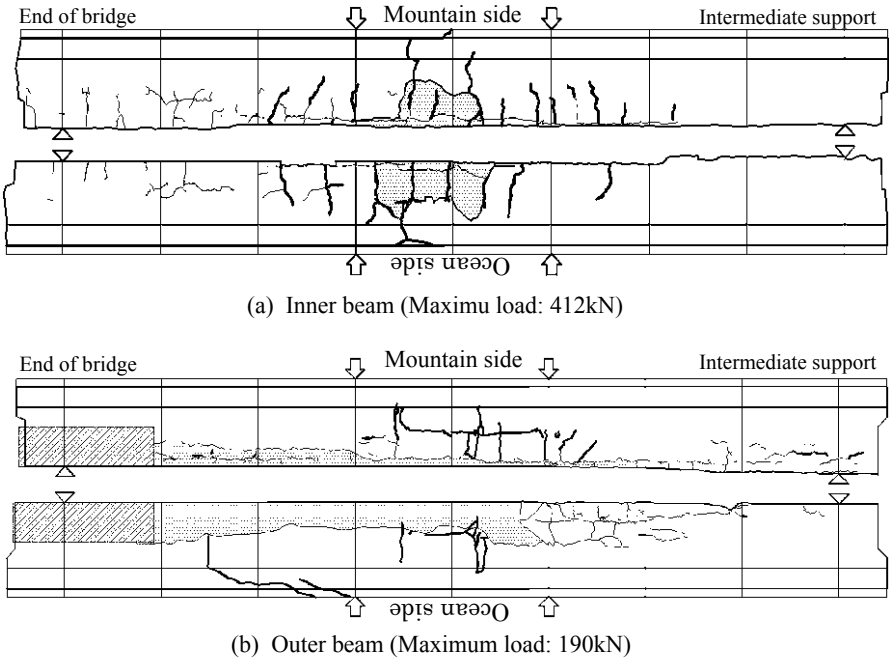 End of bridge Mountain side Intermediate support
Ocean side
(a) Inner beam (Maximu load: 412kN)
End of bridge Mountain side Intermediate support
Ocean side
(b) Outer beam (Maximum load: 190kN)